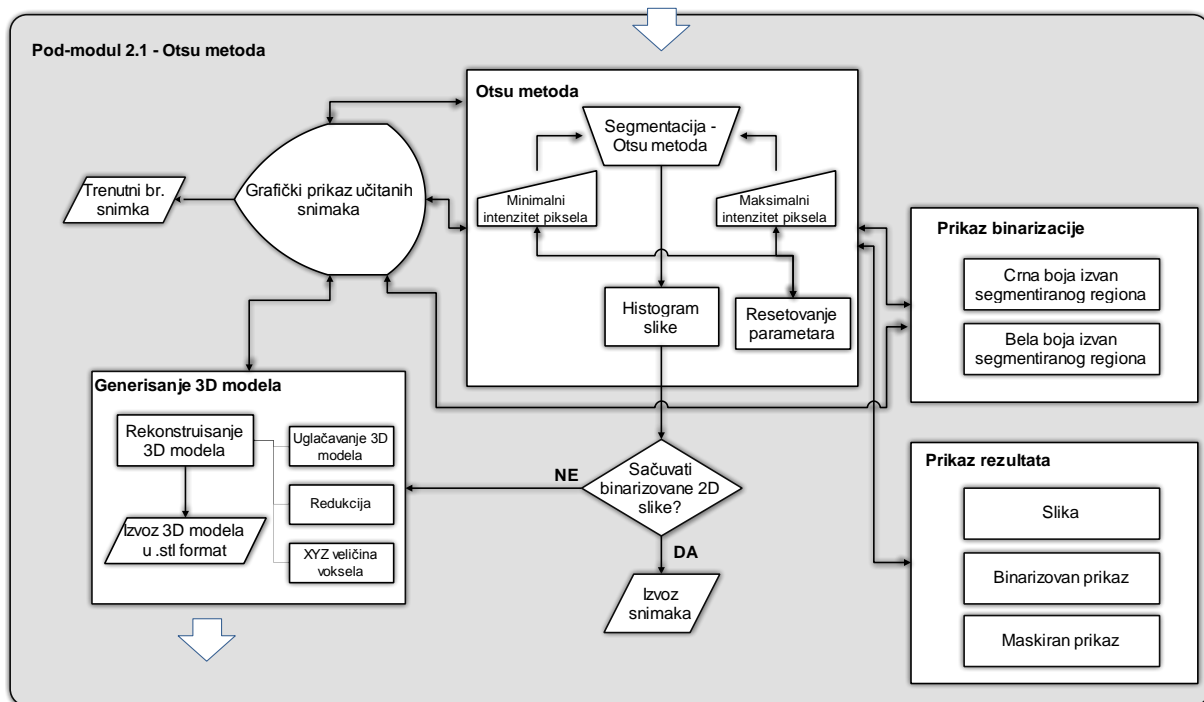 Pod-modul 2.1 - Otsu metoda
Otsu metoda
Segmentacija -
Otsu metoda
Minimalni
intenzitet piksela
Maksimalni
intenzitet piksela
Histogram
slike
Resetovanje
parametara
Trenutni br.
snimka
Grafički prikaz učitanih
snimaka
Prikaz binarizacije
Crna boja izvan
segmentiranog regiona
Bela boja izvan
segmentiranog regiona
Generisanje 3D modela
Rekonstruisanje
3D modela
Uglačavanje 3D
modela
Redukcija
XYZ veličina
voksela
Izvoz 3D modela
u .stl format
NE
Sačuvati
binarizovane 2D
slike?
DA
Izvoz
snimaka
Prikaz rezultata
Slika
Binarizovan prikaz
Maskiran prikaz